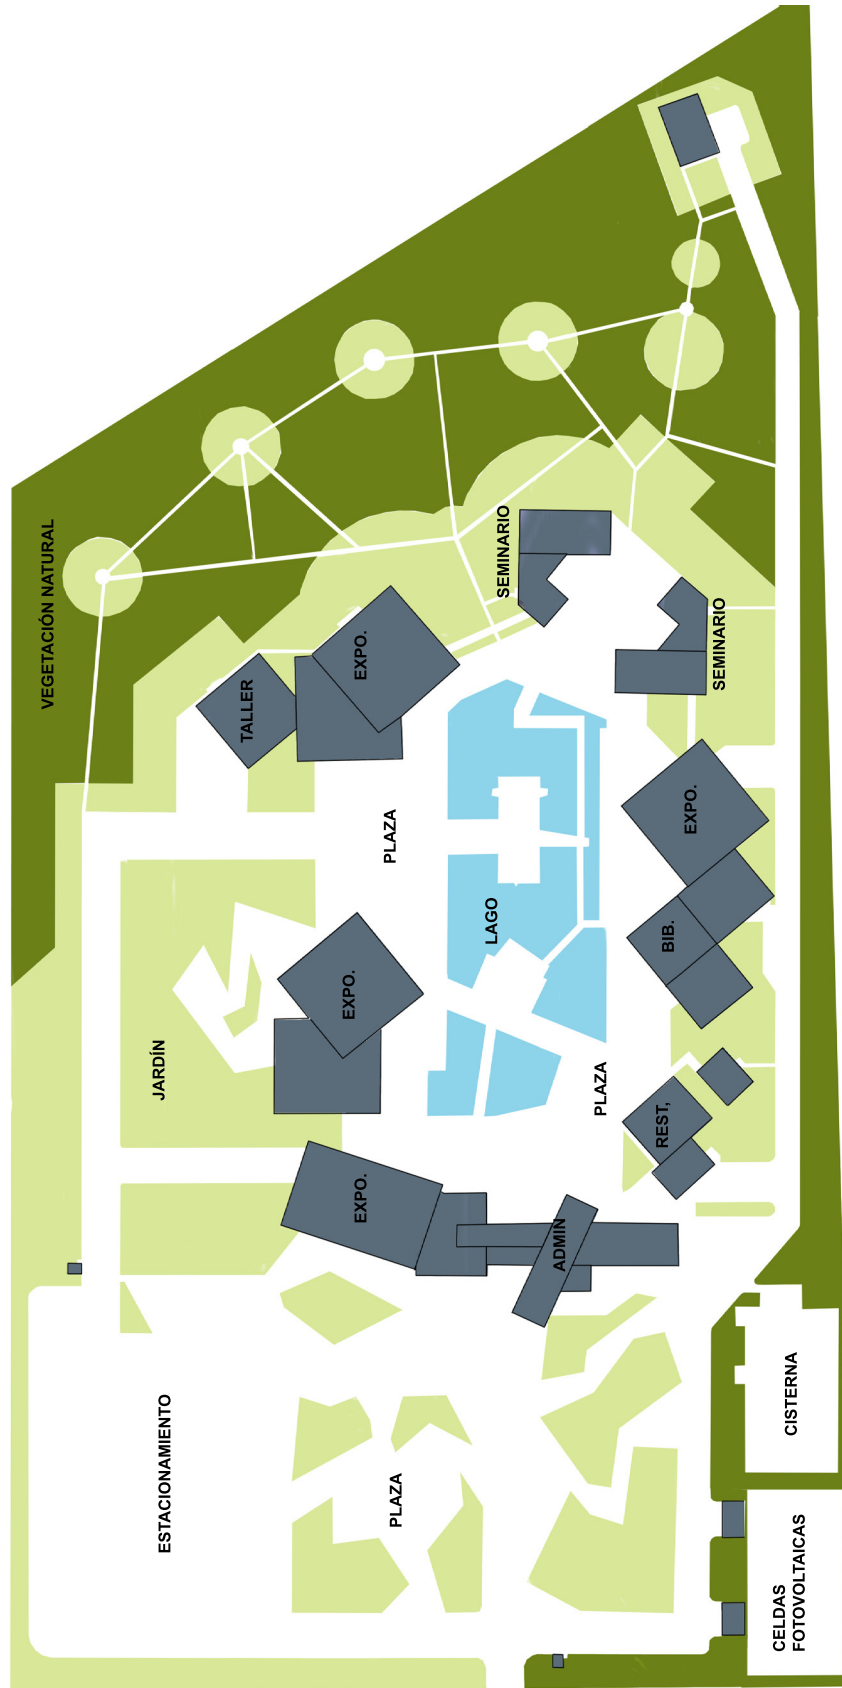 VEGETACIÓN NATURAL
SEMINARIO
SEMINARIO
EXPO.
TALLER
EXPO.
PLAZA
LAGO
BIB.
EXPO.
JARDÍN
PLAZA
REST,
EXPO.
ADMIN
CISTERNA
ESTACIONAMIENTO
PLAZA
CELDAS
FOTOVOLTAICAS